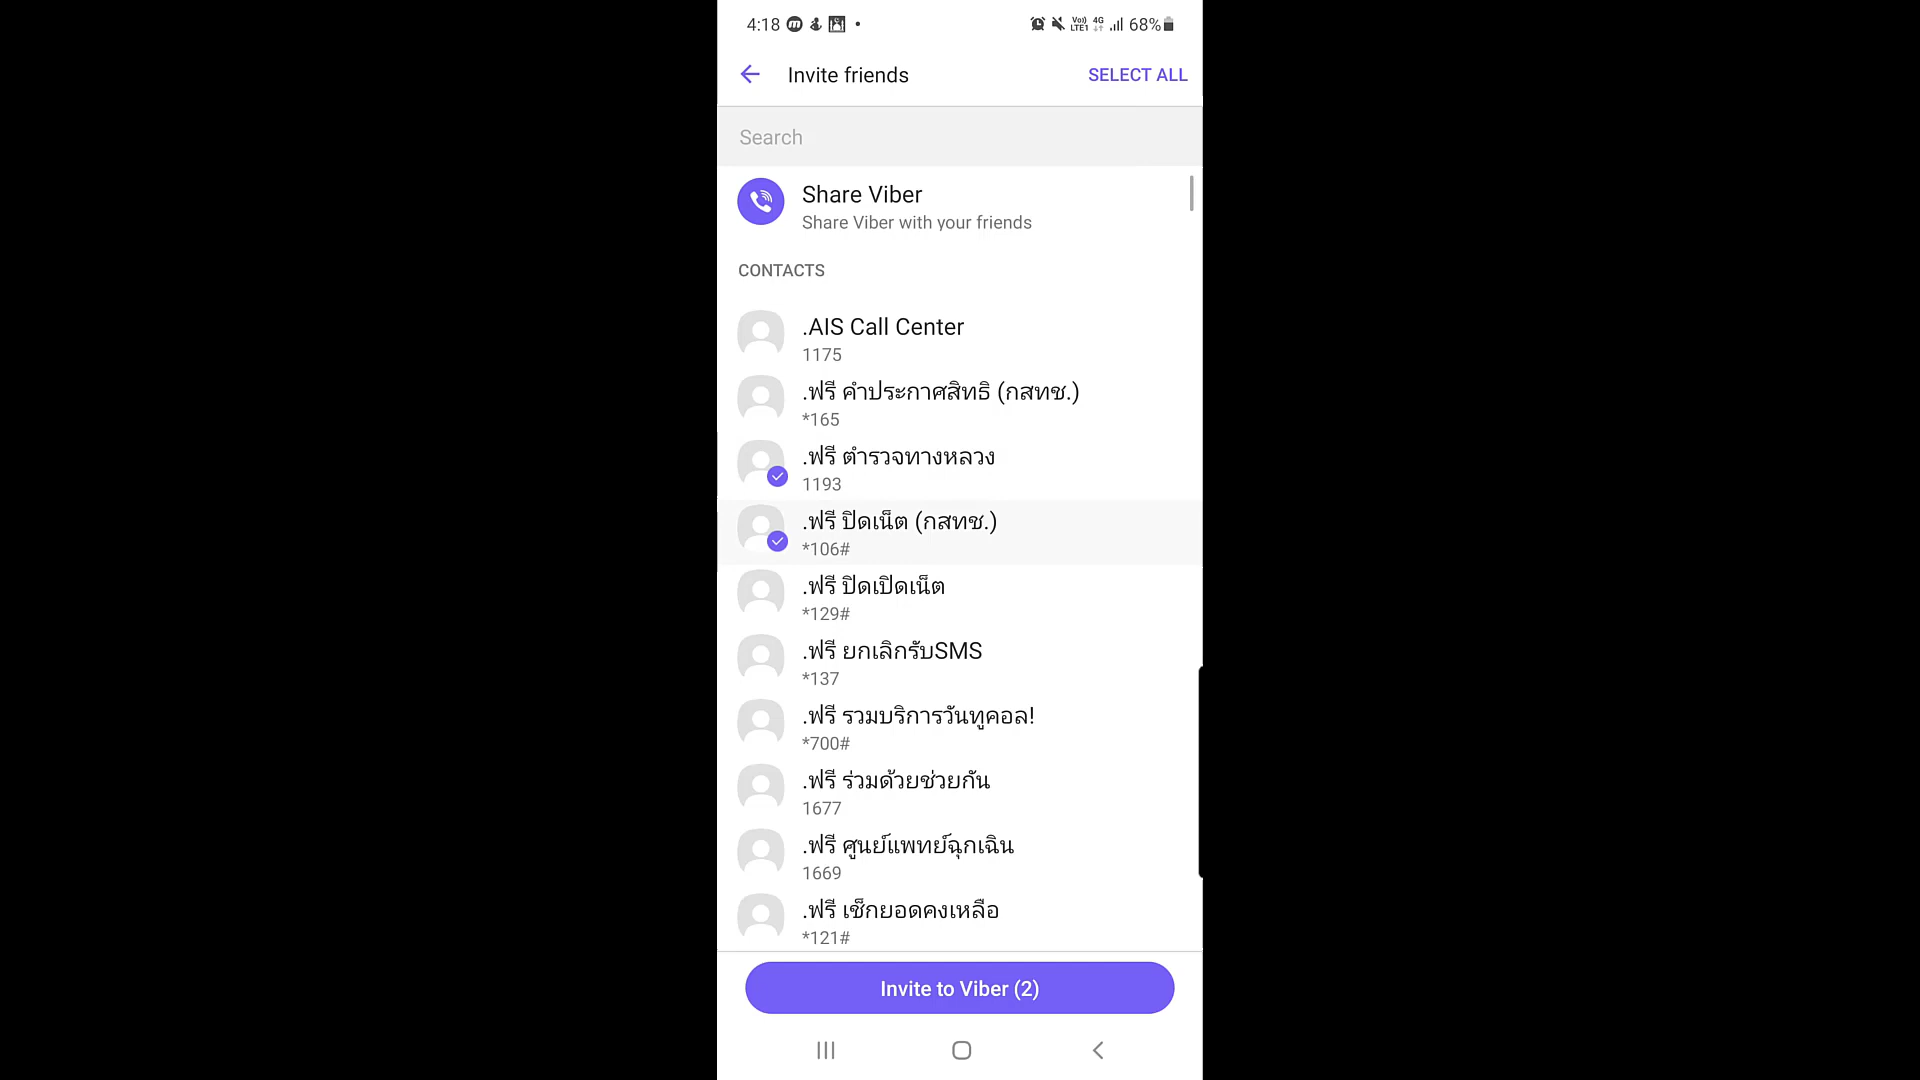 4:18
Vo)) 4G 68%
LTE1
Invite friends
SELECT ALL
Search
Share Viber
Share Viber with your friends
CONTACTS
.AIS Call Center
1175
.ฟรี คำประกาศสิทธิ (กสทช.)
*165
.ฟรี ตำรวจทางหลวง
1193
.ฟรี ปิดเน็ต (กสทช.)
*106#
.ฟรี ปิดเปิดเน็ต
*129#
.ฟรี ยกเลิกรับSMS
*137
.ฟรี รวมบริการวันทูคอล!
*700#
.ฟรี ร่วมด้วยช่วยกัน
1677
.ฟรี ศูนย์แพทย์ฉุกเฉิน
1669
.ฟรี เช็กยอดคงเหลือ
*121#
Invite to Viber (2)